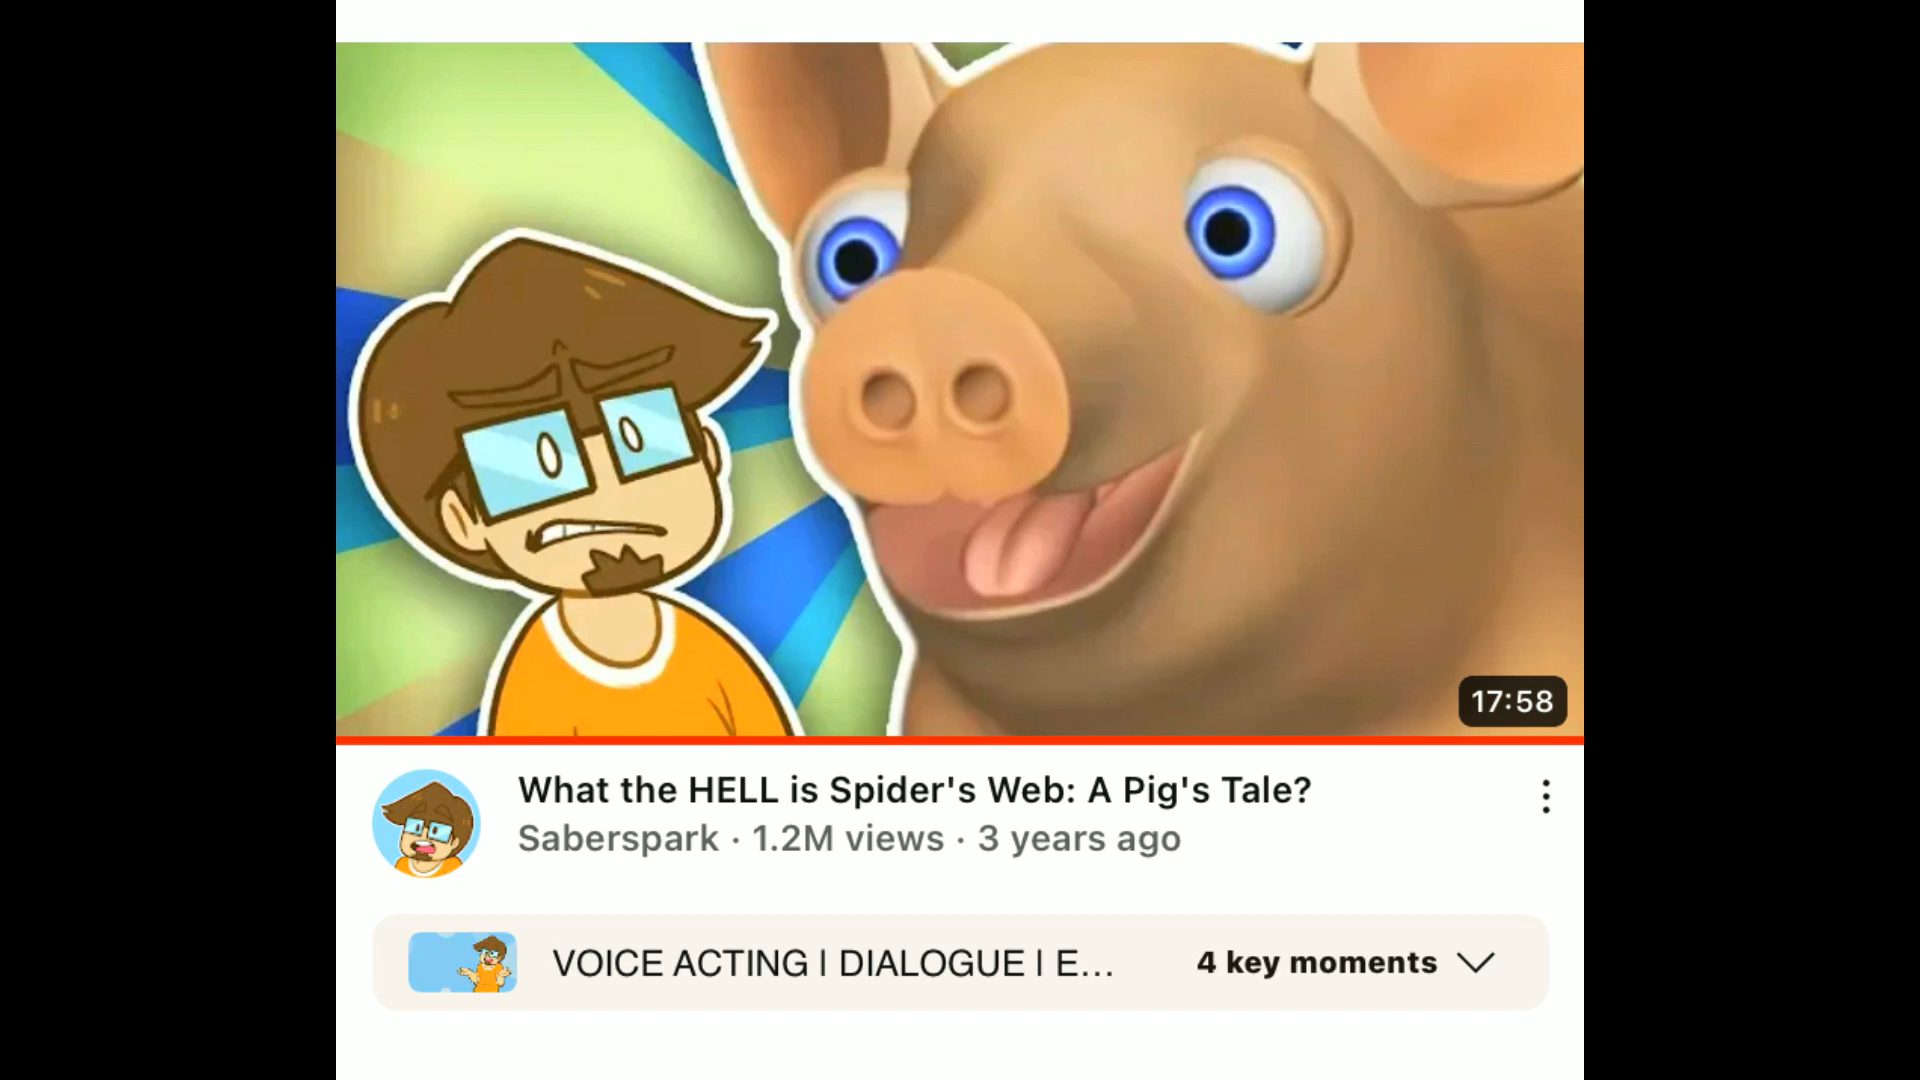 17:58
What the HELL is Spider's Web: A Pig's Tale?
Saberspark · 1.2M views · 3 years ago
VOICE ACTING | DIALOGUE | E... 4 key moments